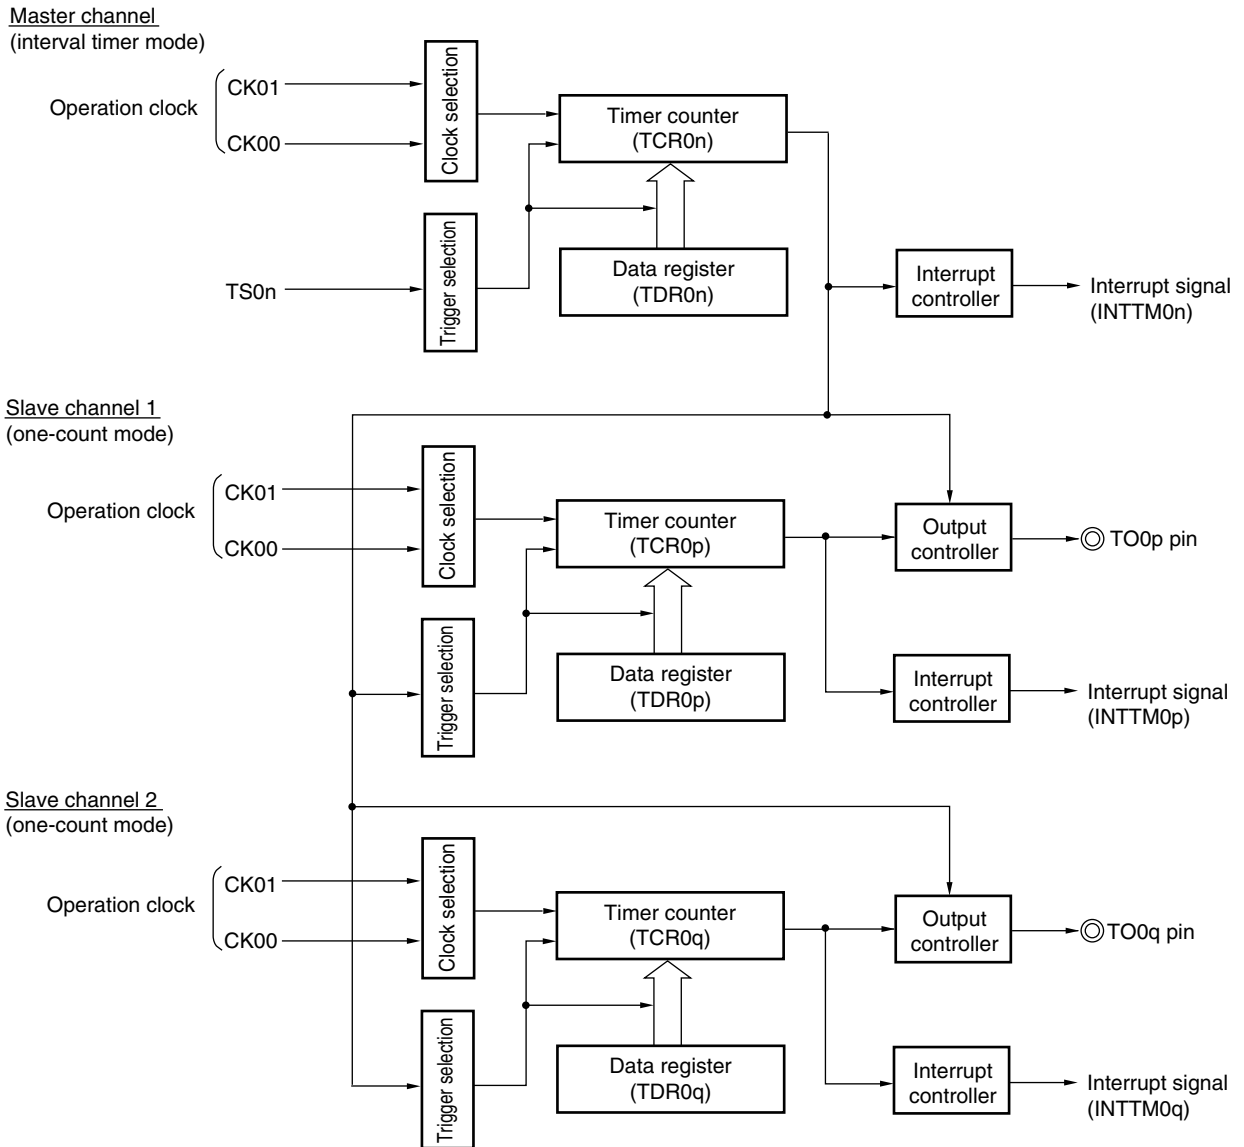 Master channel
(interval timer mode)
Operation clock
CK01
CK00
Clock selection
Timer counter
(TCR0n)
TS0n
Trigger selection
Data register
(TDR0n)
Interrupt
controller
Interrupt signal
(INTTM0n)
Slave channel 1
(one-count mode)
Operation clock
CK01
CK00
Clock selection
Timer counter
(TCR0p)
Output
controller
TO0p pin
Trigger selection
Data register
(TDR0p)
Interrupt
controller
Interrupt signal
(INTTM0p)
Slave channel 2
(one-count mode)
Operation clock
CK01
CK00
Clock selection
Timer counter
(TCR0q)
Output
controller
TO0q pin
Trigger selection
Data register
(TDR0q)
Interrupt
controller
Interrupt signal
(INTTM0q)